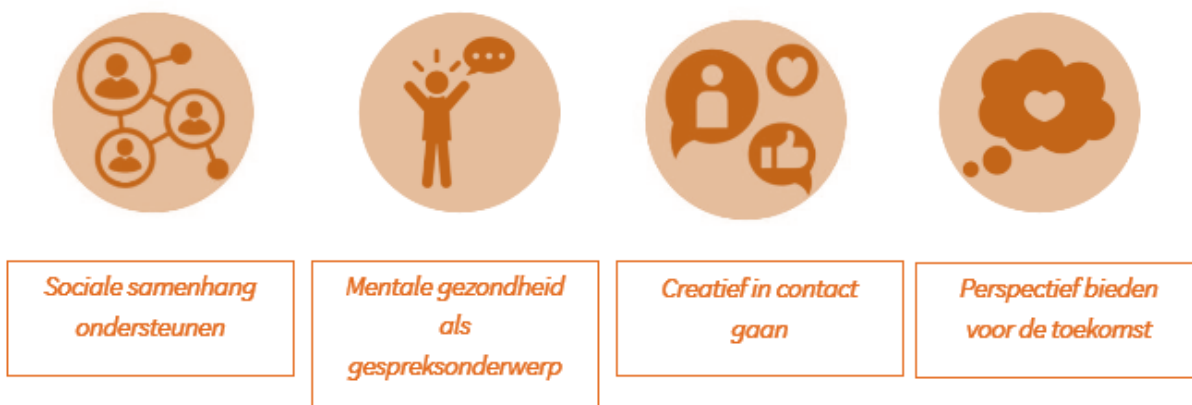 Sociale samenhang
ondersteunen
Mentale gezondheid
als
gespreksonderwerp
Creatief in contact
gaan
Perspectief bieden
voor de toekomst